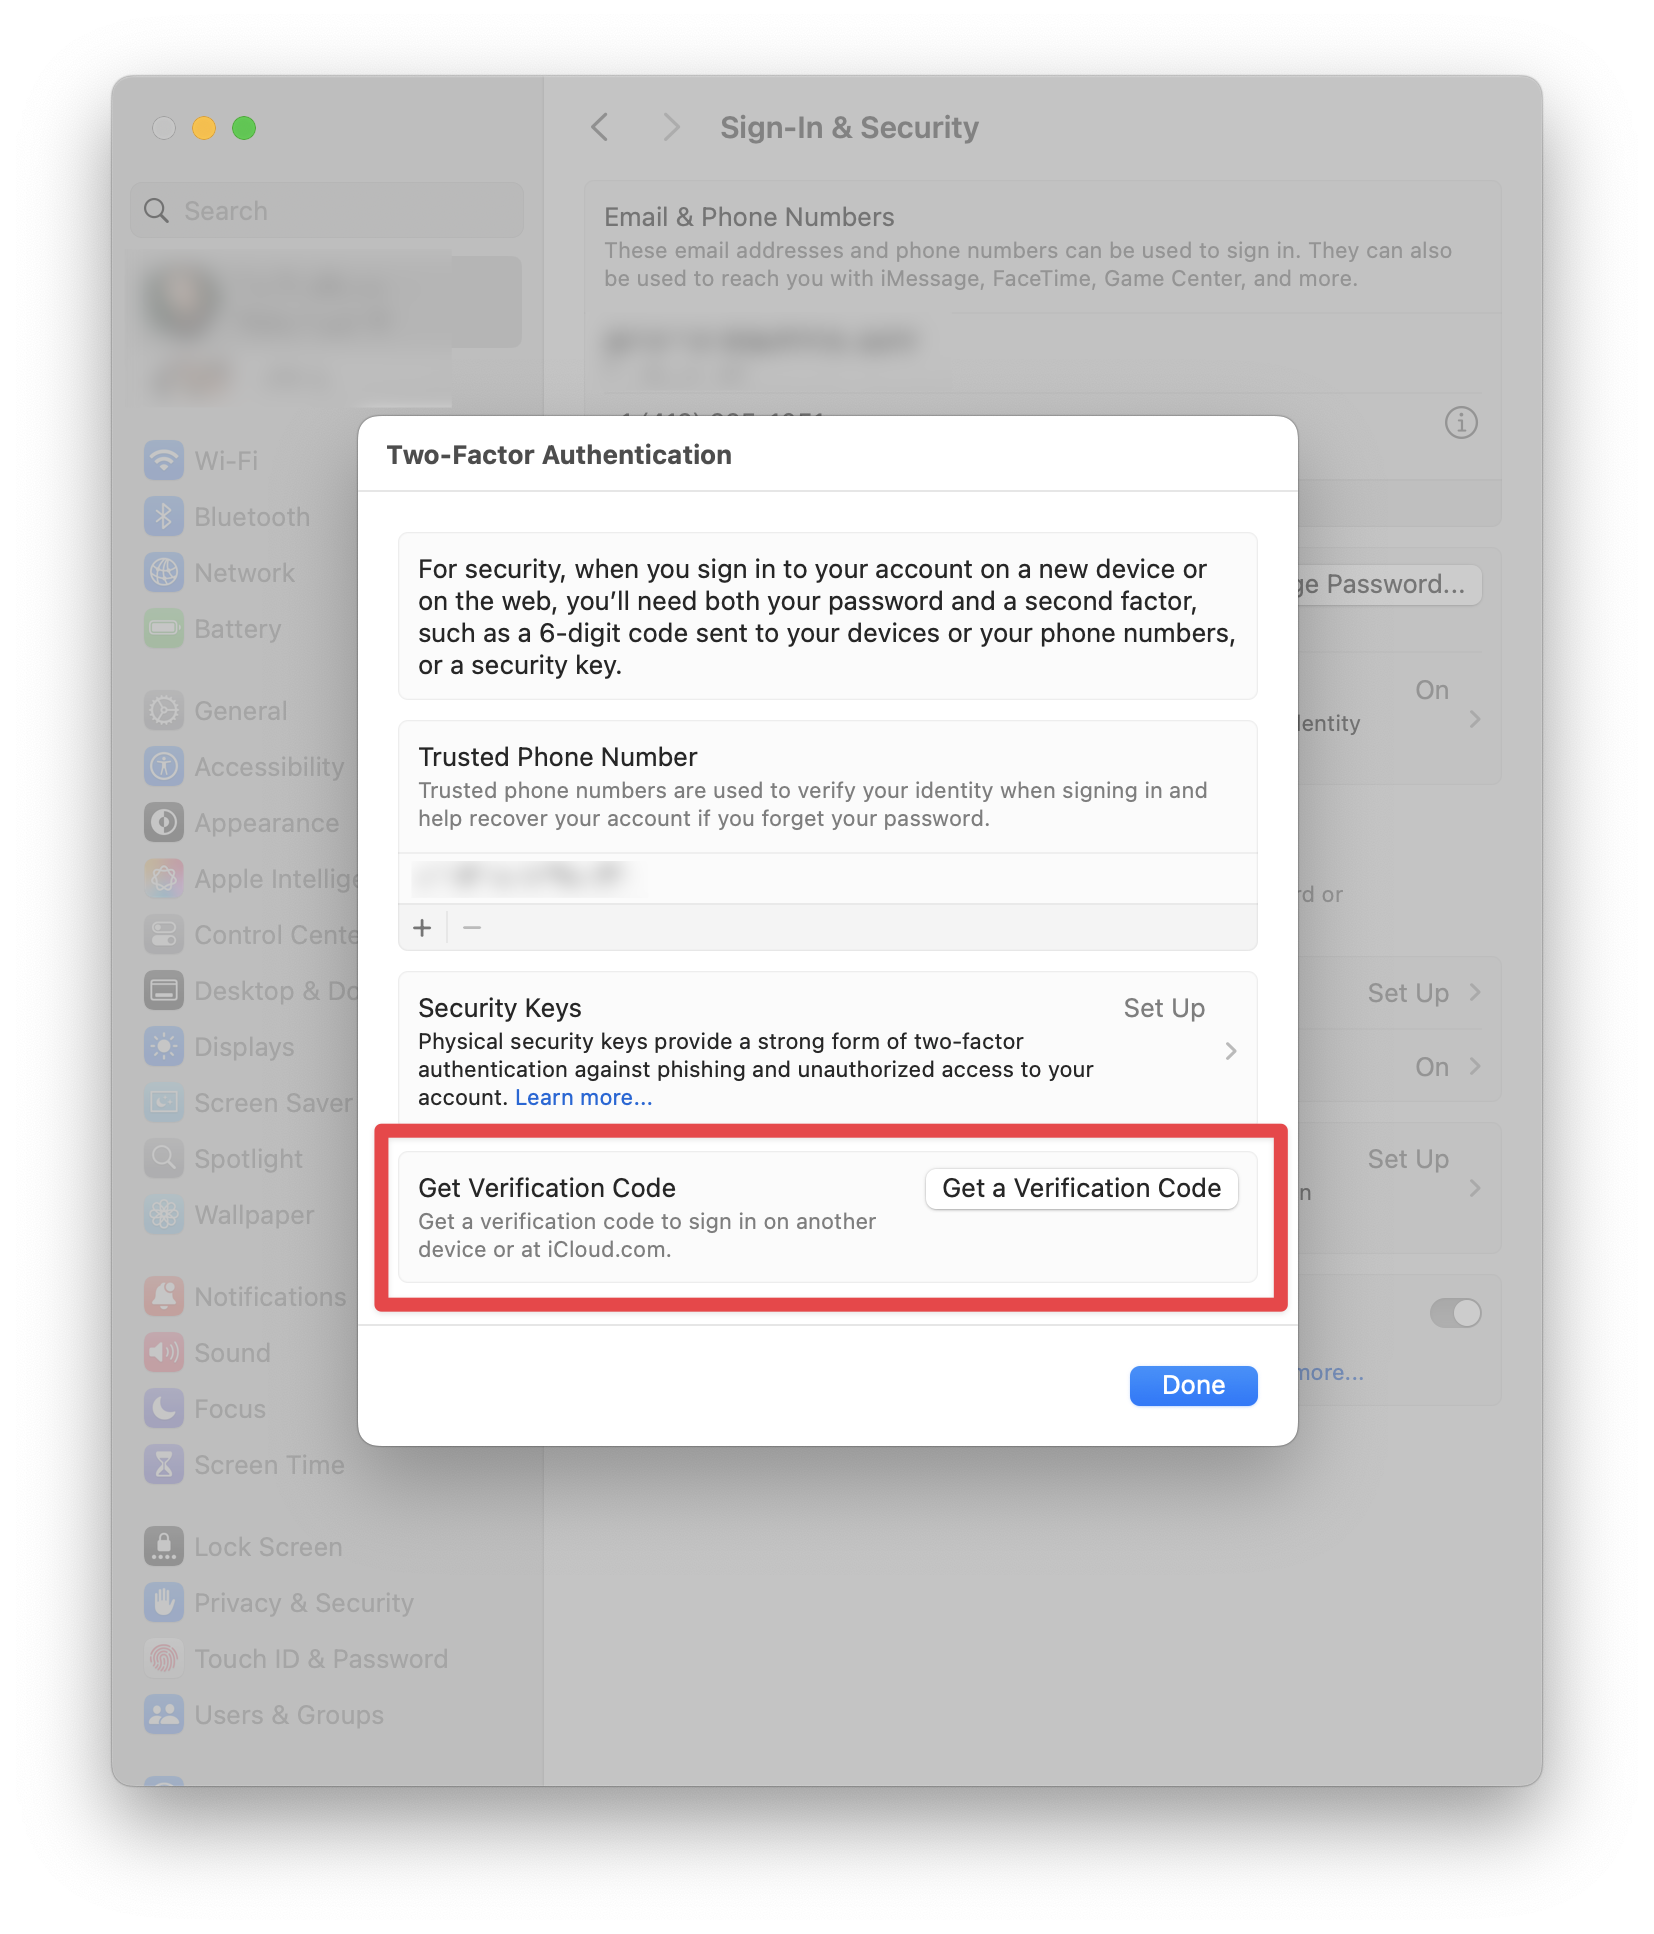 Sign-In & Security
Search
Email & Phone Numbers
These email addresses and phone numbers can be used to sign in. They can also
be used to reach you with iMessage, FaceTime, Game Center, and more.
Wi-Fi
Bluetooth
Network
Battery
General
Accessibility
Appearance
Apple Intellige
Control Cente
Desktop & Do
Displays
Screen Saver
Spotlight
Wallpaper
Notifications
Sound
Focus
Screen Time
Lock Screen
Privacy & Security
Touch ID & Password
Users & Groups
Two-Factor Authentication
For security, when you sign in to your account on a new device or
on the web, you'll need both your password and a second factor,
such as a 6-digit code sent to your devices or your phone numbers,
or a security key.
Trusted Phone Number
Trusted phone numbers are used to verify your identity when signing in and
help recover your account if you forget your password.
+ −
Security Keys
Set Up
Physical security keys provide a strong form of two-factor
authentication against phishing and unauthorized access to your
account. Learn more...
Get Verification Code
Get a Verification Code
Get a verification code to sign in on another
device or at iCloud.com.
Done
ge Password...
On
lentity
rd or
Set Up
On
Set Up
n
more...